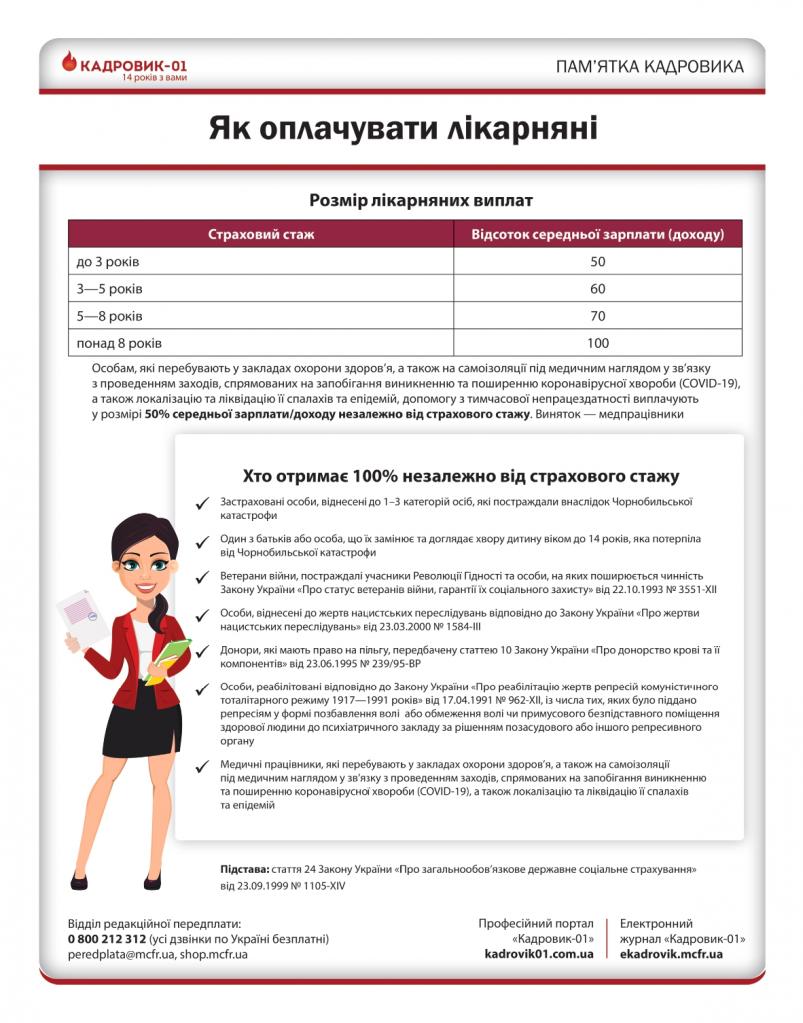 КАДРОВИК-01
14 років з вами
ПАМ’ЯТКА КАДРОВИКА
Як оплачувати лікарняні
Розмір лікарняних виплат
Страховий стаж
Відсоток середньої зарплати (доходу)
до 3 років
50
3—5 років
60
5—8 років
70
понад 8 років
100
Особам, які перебувають у закладах охорони здоров’я, а також на самоізоляції під медичним наглядом у зв’язку
з проведенням заходів, спрямованих на запобігання виникненню та поширенню коронавірусної хвороби (COVID-19),
а також локалізацію та ліквідацію її спалахів та епідемій, допомогу з тимчасової непрацездатності виплачують
у розмірі 50% середньої зарплати/доходу незалежно від страхового стажу. Виняток — медпрацівники
Хто отримає 100% незалежно від страхового стажу
Застраховані особи, віднесені до 1–3 категорій осіб, які постраждали внаслідок Чорнобильської
катастрофи
Один з батьків або особа, що їх замінює та доглядає хвору дитину віком до 14 років, яка потерпіла
від Чорнобильської катастрофи
Ветерани війни, постраждалі учасники Революції Гідності та особи, на яких поширюється чинність
Закону України «Про статус ветеранів війни, гарантії їх соціального захисту» від 22.10.1993 № 3551-XII
Особи, віднесені до жертв нацистських переслідувань відповідно до Закону України «Про жертви
нацистських переслідувань» від 23.03.2000 № 1584-III
Донори, які мають право на пільгу, передбачену статтею 10 Закону України «Про донорство крові та її
компонентів» від 23.06.1995 № 239/95-ВР
Особи, реабілітовані відповідно до Закону України «Про реабілітацію жертв репресій комуністичного
тоталітарного режиму 1917—1991 років» від 17.04.1991 № 962-XII, із числа тих, яких було піддано
репресіям у формі позбавлення волі або обмеження волі чи примусового безпідставного поміщення
здорової людини до психіатричного закладу за рішенням позасудового або іншого репресивного
органу
Медичні працівники, які перебувають у закладах охорони здоров’я, а також на самоізоляції
під медичним наглядом у зв’язку з проведенням заходів, спрямованих на запобігання виникненню
та поширенню коронавірусної хвороби (COVID-19), а також локалізацію та ліквідацію її спалахів
та епідемій
Підстава: стаття 24 Закону України «Про загальнообов’язкове державне соціальне страхування»
від 23.09.1999 № 1105-XIV
Відділ редакційної передплати:
0 800 212 312 (усі дзвінки по Україні безплатні)
peredplata@mcfr.ua, shop.mcfr.ua
Професійний портал
«Кадровик-01»
kadrovik01.com.ua
Електронний
журнал «Кадровик-01»
ekadrovik.mcfr.ua